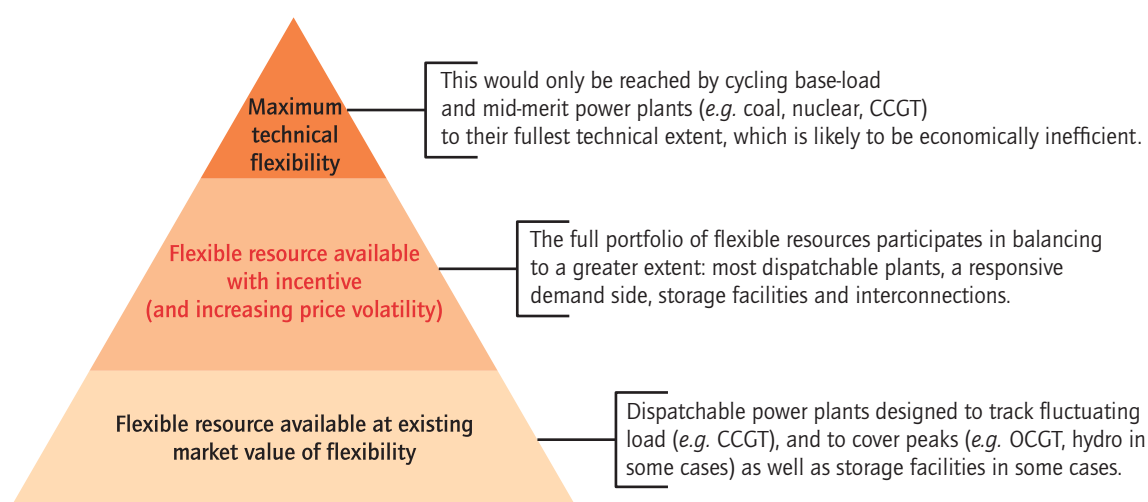 Maximum
technical
flexibility
This would only be reached by cycling base-load
and mid-merit power plants (e.g. coal, nuclear, CCGT)
to their fullest technical extent, which is likely to be economically inefficient.
Flexible resource available
with incentive
(and increasing price volatility)
The full portfolio of flexible resources participates in balancing
to a greater extent: most dispatchable plants, a responsive
demand side, storage facilities and interconnections.
Flexible resource available at existing
market value of flexibility
Dispatchable power plants designed to track fluctuating
load (e.g. CCGT), and to cover peaks (e.g. OCGT, hydro in
some cases) as well as storage facilities in some cases.